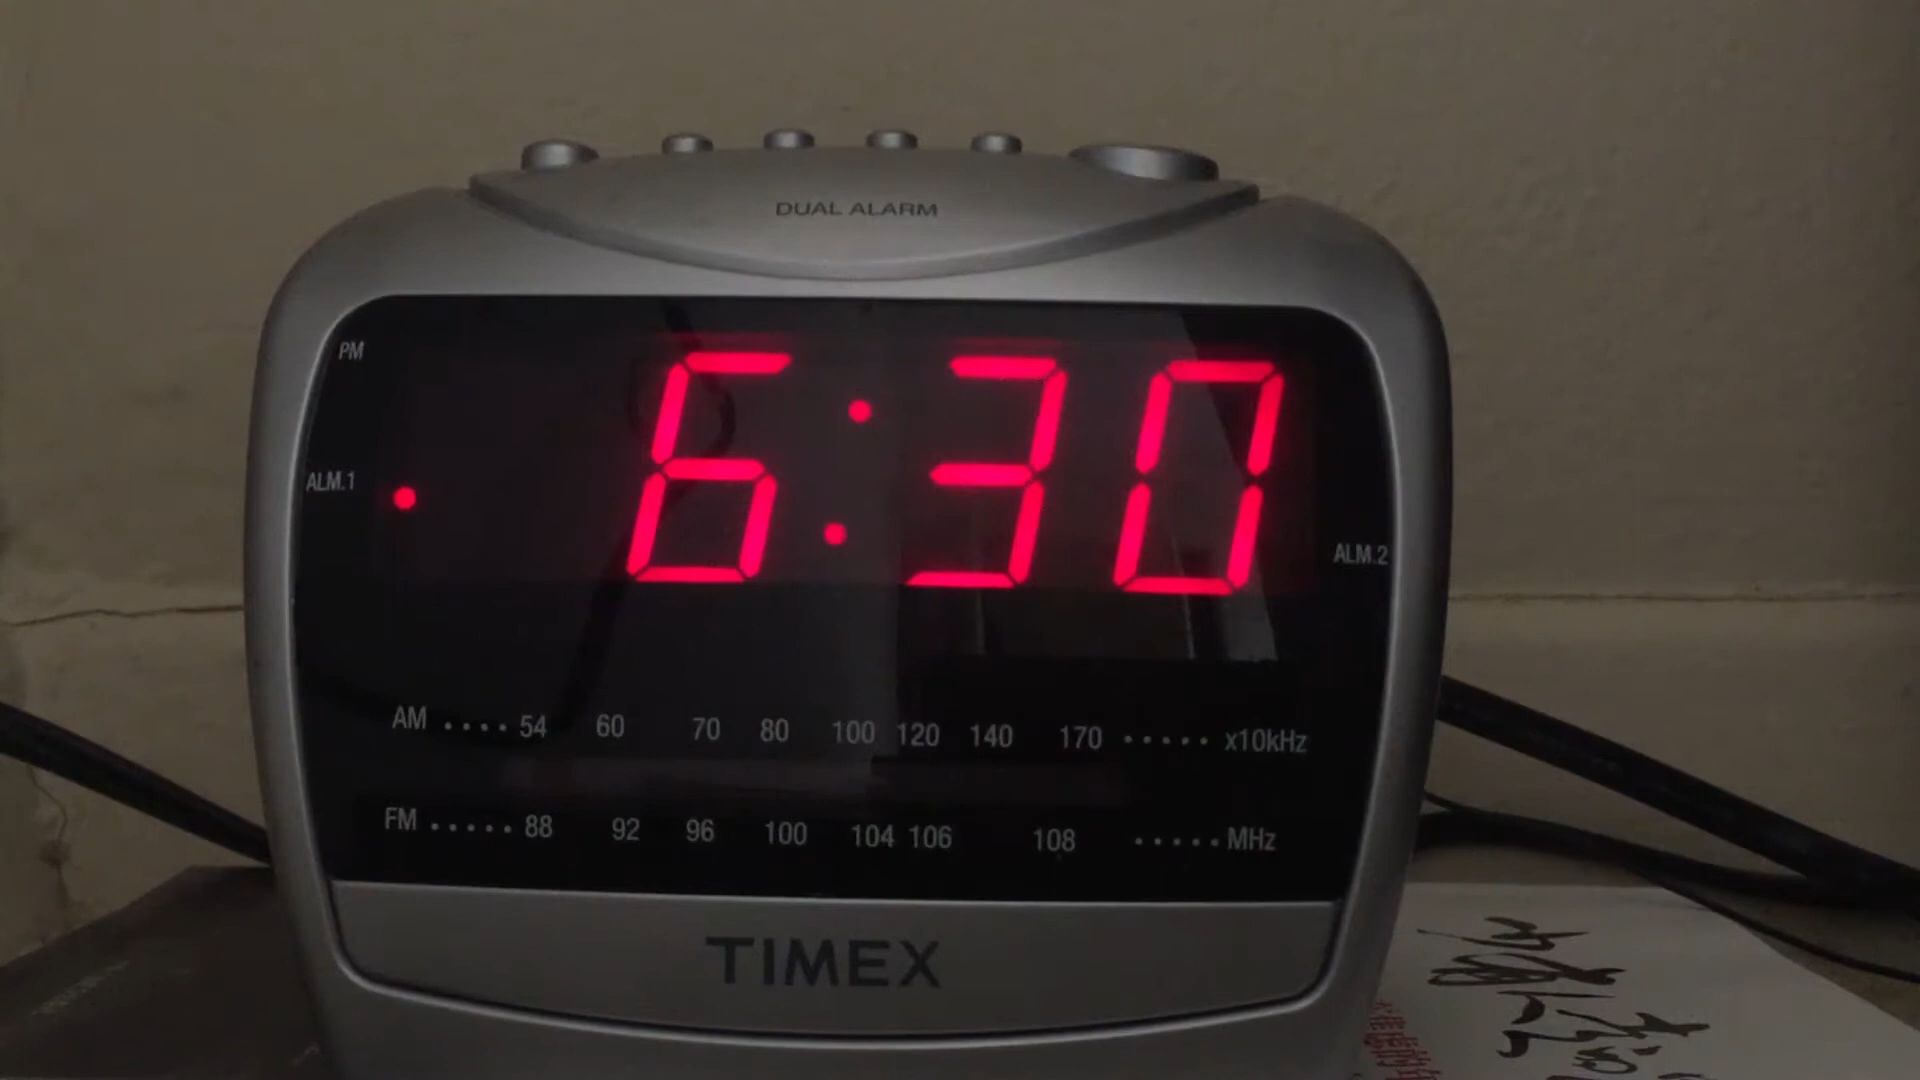 DUAL ALARM
PM
6:30
ALM.1
ALM.2
AM ....54 60 70 80 100 120 140 170 ..... x10kHz
FM .....88 92 96 100 104 106 108 .....MHz
TIMEX